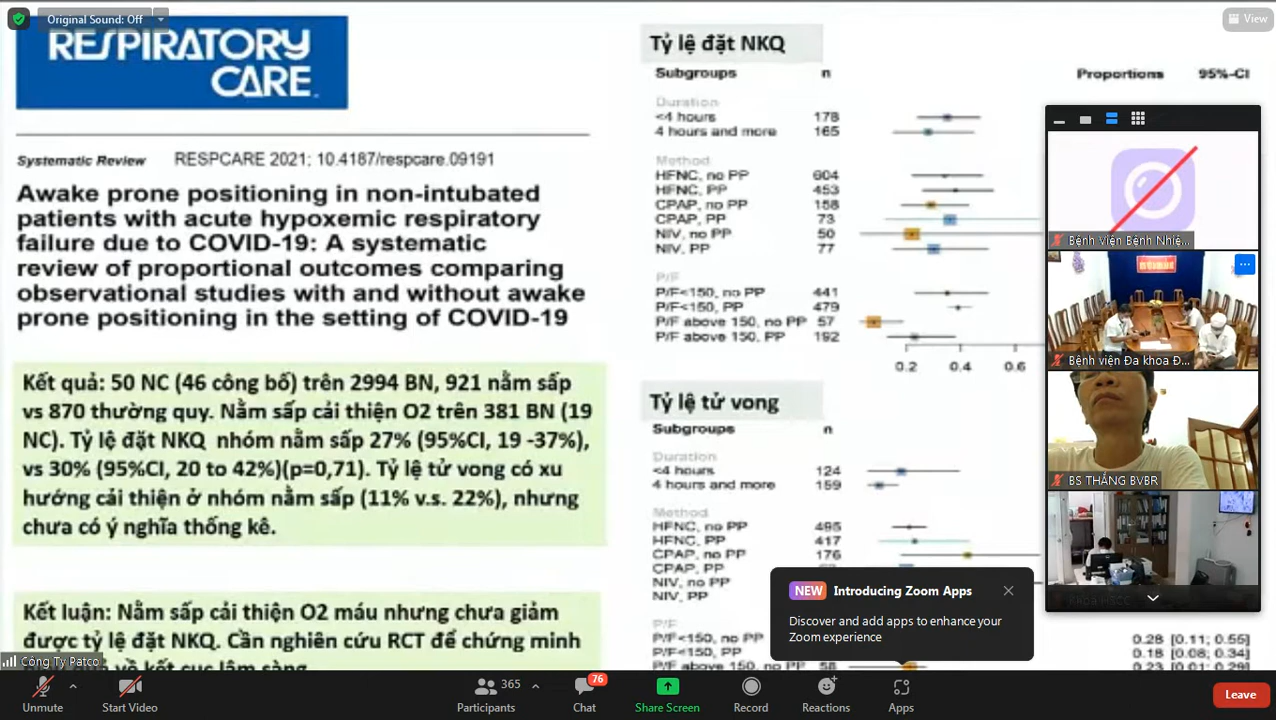 Original Sound: Off
View
RESPIRATORY
CARE
Systematic Review RESPCARE 2021; 10.4187/respcare.09191
Awake prone positioning in non-intubated
patients with acute hypoxemic respiratory
failure due to COVID-19: A systematic
review of proportional outcomes comparing
observational studies with and without awake
prone positioning in the setting of COVID-19
Kết quả: 50 NC (46 công bố) trên 2994 BN, 921 nằm sấp
vs 870 thường quy. Nằm sấp cải thiện O2 trên 381 BN (19
NC). Tỷ lệ đặt NKQ nhóm nằm sấp 27% (95%CI, 19 -37%),
vs 30% (95%CI, 20 to 42%)(p=0,71). Tỷ lệ tử vong có xu
hướng cải thiện ở nhóm nằm sấp (11% v.s. 22%), nhưng
chưa có ý nghĩa thống kê.
Kết luận: Nằm sấp cải thiện O2 máu nhưng chưa giảm
được tỷ lệ đặt NKQ. Cần nghiên cứu RCT để chứng minh
về kết cục lâm sàng
Công Ty Patco
Tỷ lệ đặt NKQ
Subgroups n Proportions 95%-CI
Duration
<4 hours 178
4 hours and more 165
Method
HFNC, no PP 604
HFNC, PP 453
CPAP, no PP 158
CPAP, PP 73
NIV, no PP 50
NIV, PP 77
P/F
P/F<150, no PP 441
P/F<150, PP 479
P/F above 150, no PP 57
P/F above 150, PP 192
0.2 0.4 0.6
Tỷ lệ tử vong
Subgroups n
Duration
<4 hours 124
4 hours and more 159
Method
HFNC, no PP 495
HFNC, PP 417
CPAP, no PP 176
CPAP, PP
NIV, no PP
NIV, PP
P/F
P/F<150, no PP 0.28 [0.11; 0.55]
P/F<150, PP 0.18 [0.08; 0.34]
P/F above 150, no PP 58 0.23 [0.01; 0.29]
Bệnh Viện Bệnh Nhiệ...
Bệnh viện Đa khoa Đ...
BS THẮNG BVBR
NEW Introducing Zoom Apps
Discover and add apps to enhance your
Zoom experience
Unmute
Start Video
365
Participants
76
Chat
Share Screen
Record
Reactions
Apps
Leave